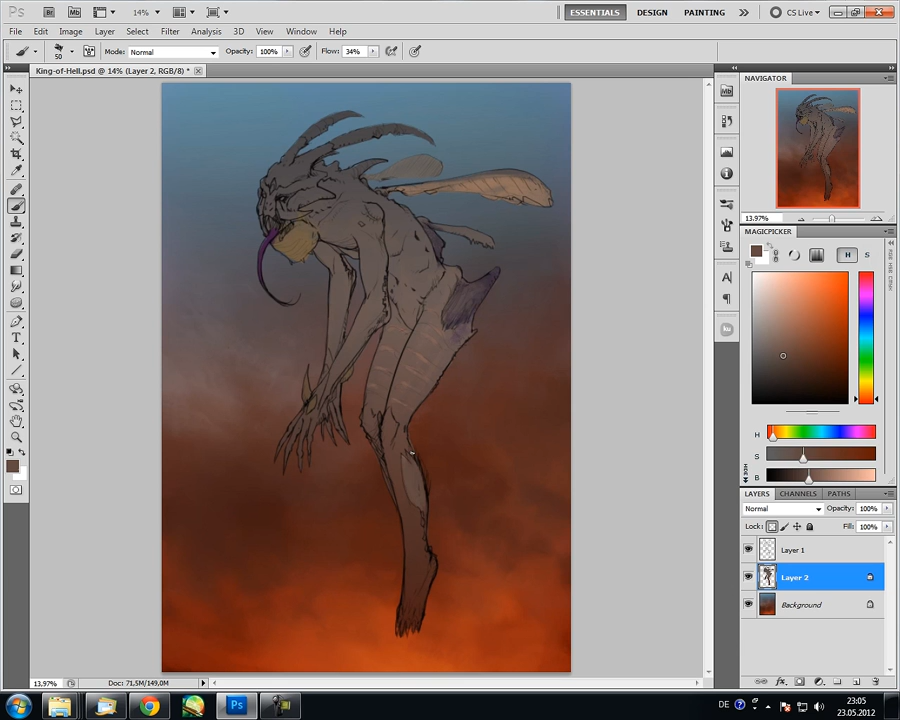 Ps Br Mb 14% ESSENTIALS DESIGN PAINTING CS Live
File Edit Image Layer Select Filter Analysis 3D View Window Help
50 Mode: Normal Opacity: 100% Flow: 34%
King-of-Hell.psd @ 14% (Layer 2, RGB/8) *
NAVIGATOR
13.97%
MAGICPICKER
H S
H
S
B
LAYERS CHANNELS PATHS
Normal Opacity: 100%
Lock: Fill: 100%
Layer 1
Layer 2
Background
13,97% Doc: 71,5M/149,0M
Ps DE 23:05
23.05.2012